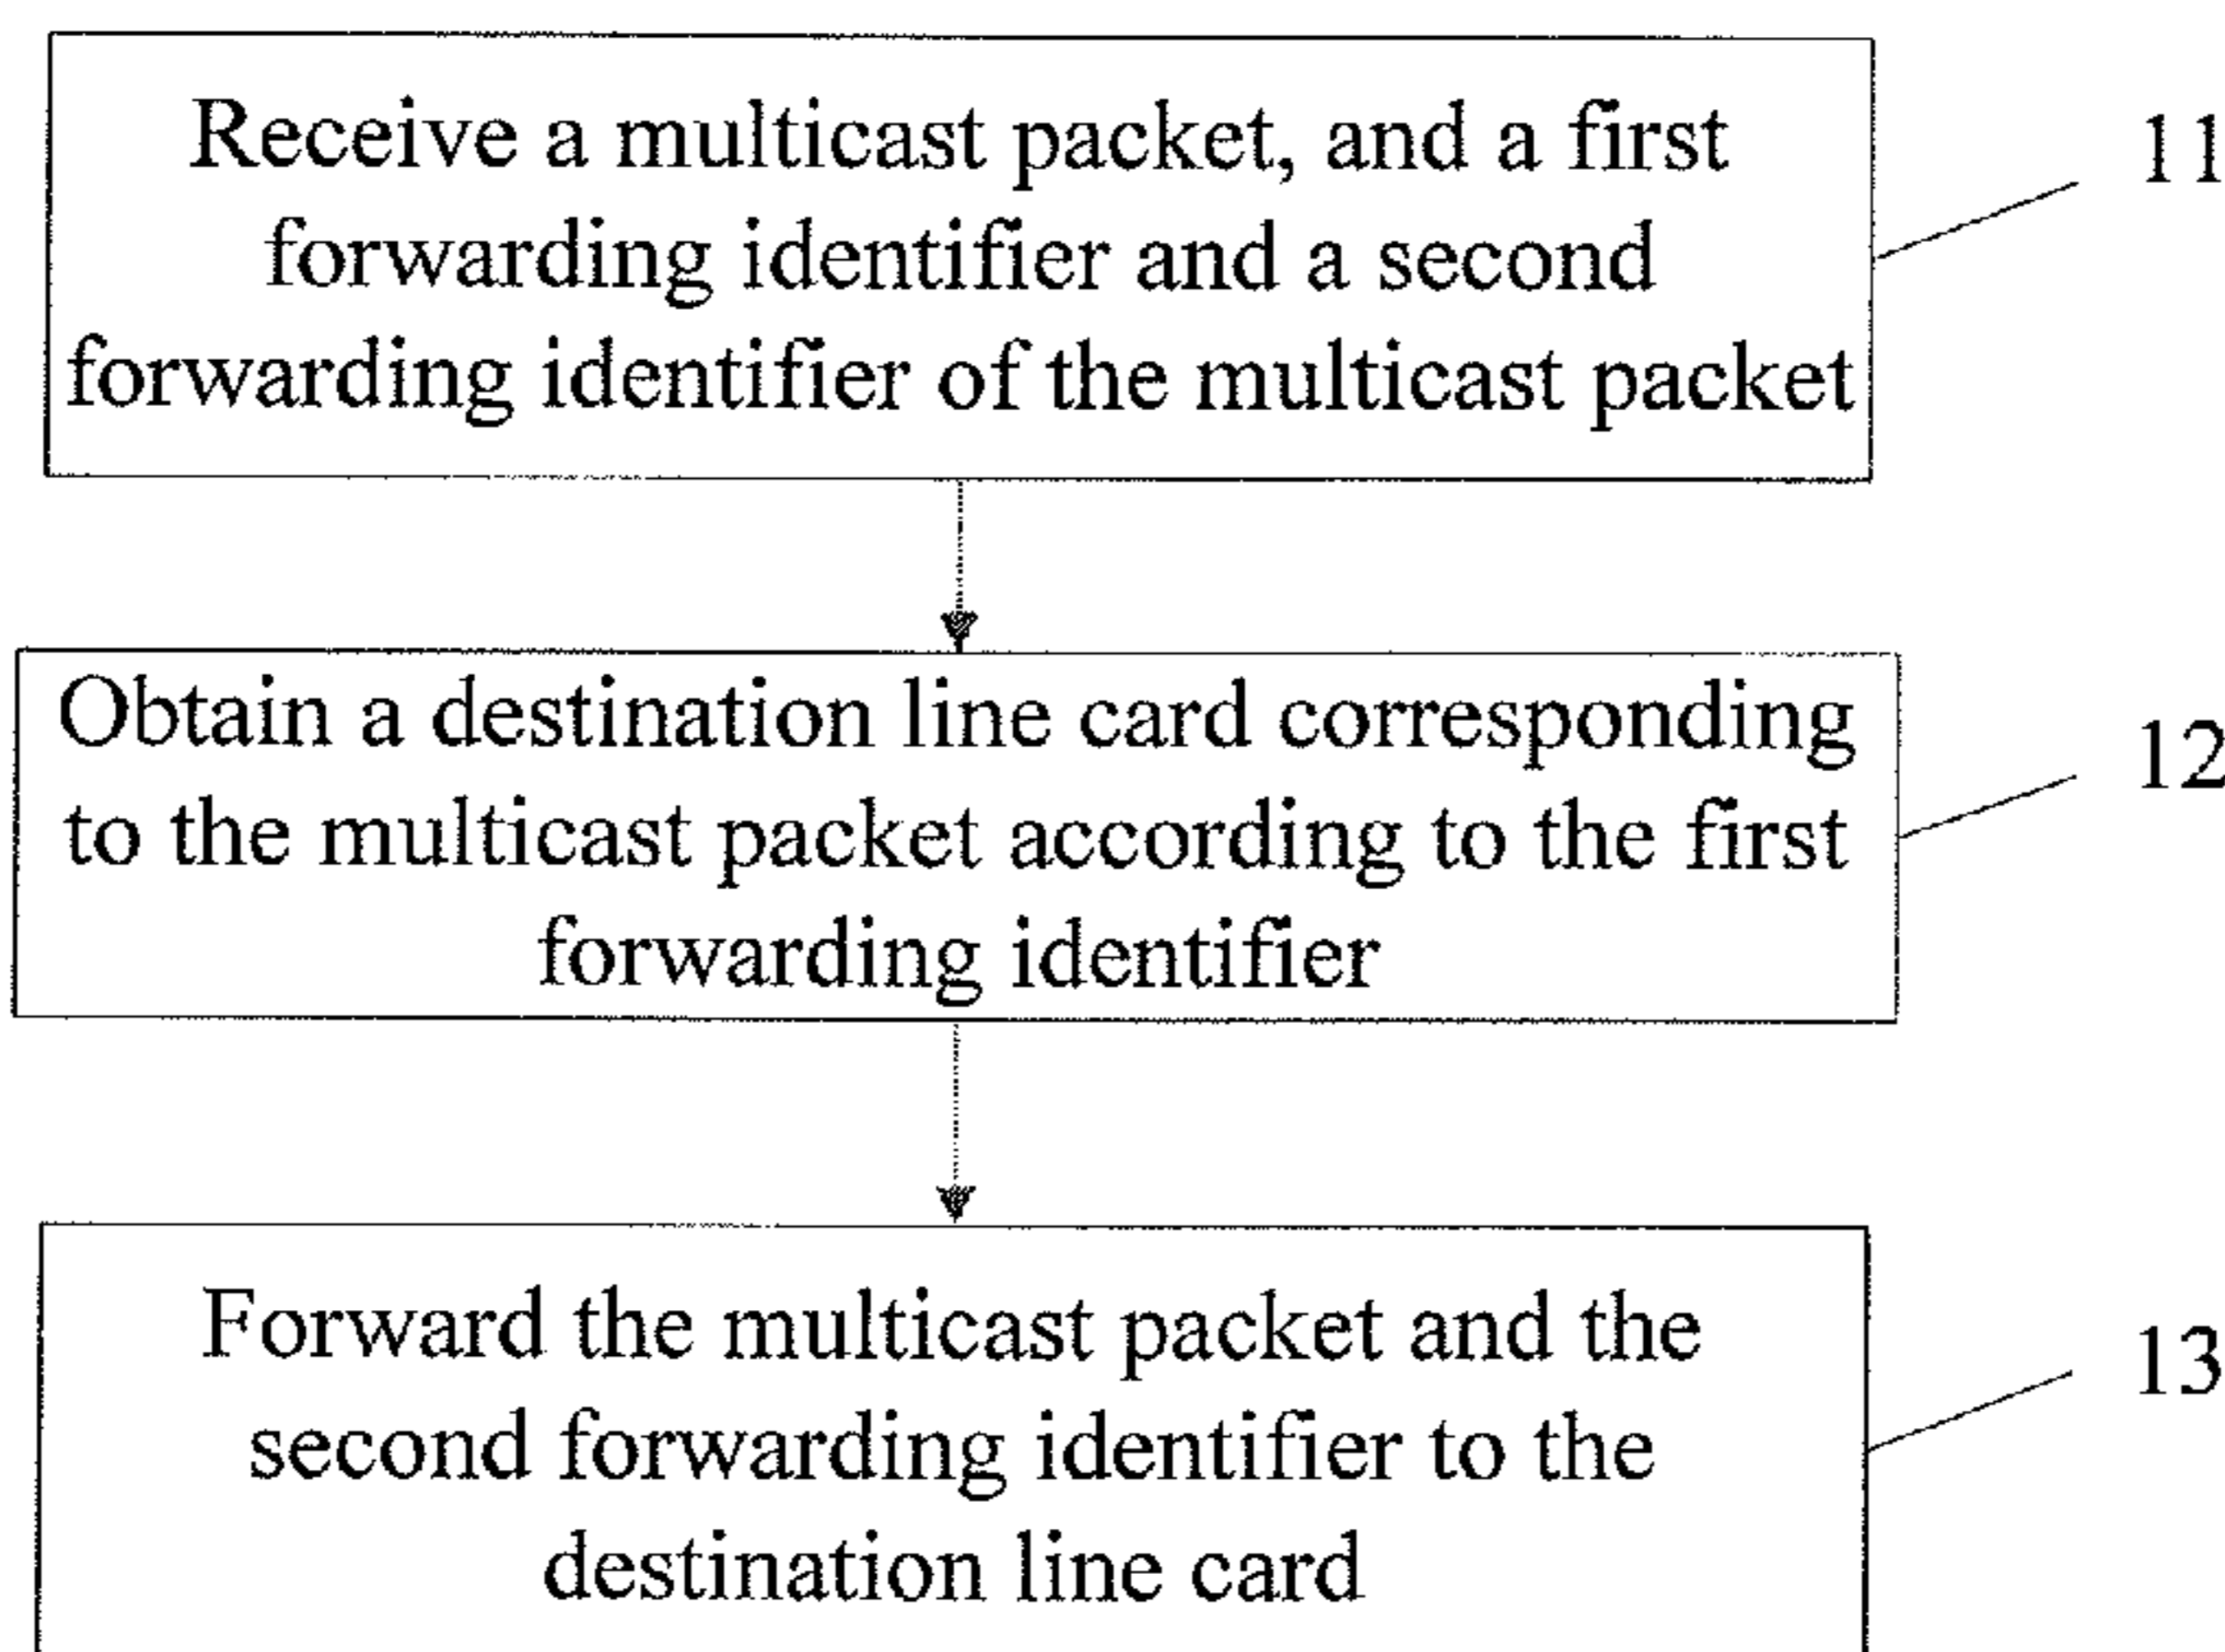 Receive a multicast packet, and a first
forwarding identifier and a second
forwarding identifier of the multicast packet
11
Obtain a destination line card corresponding
to the multicast packet according to the first
forwarding identifier
12
Forward the multicast packet and the
second forwarding identifier to the
destination line card
13